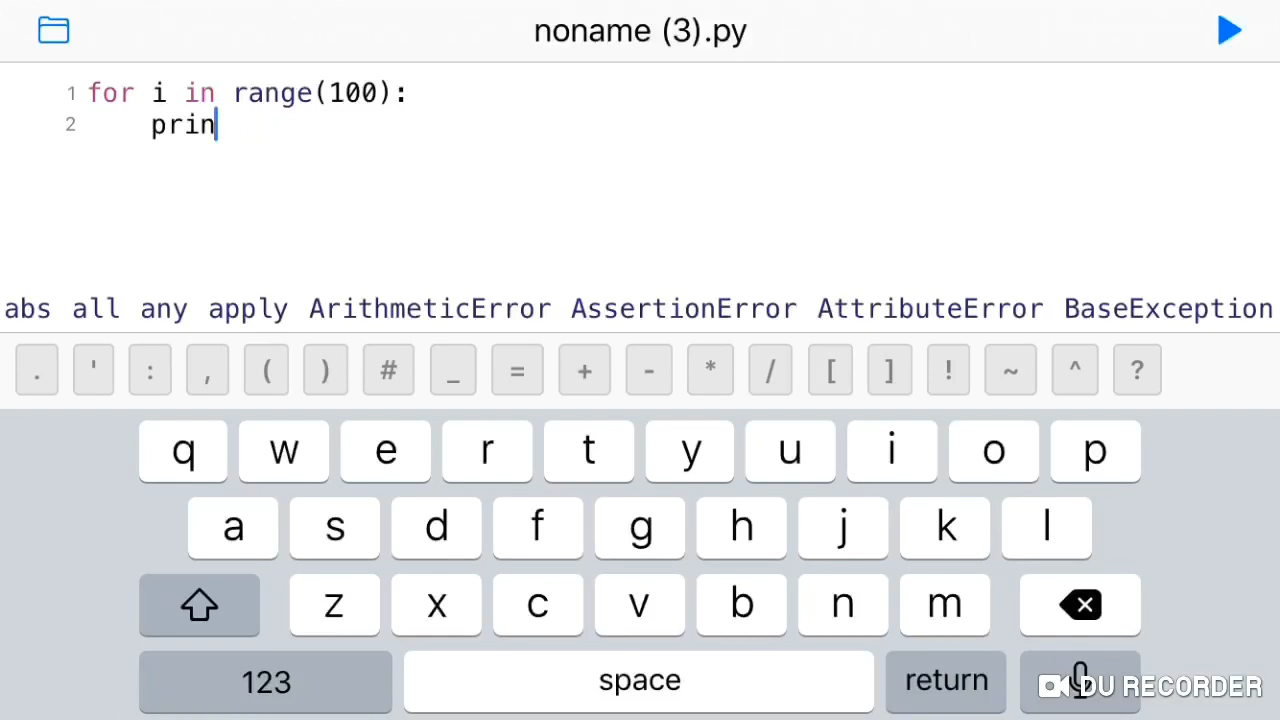 noname (3).py
1 for i in range(100):
2     prin
abs all any apply ArithmeticError AssertionError AttributeError BaseException
. ' : , ( ) # _ = + - * / [ ] ! ~ ^ ?
q w e r t y u i o p
a s d f g h j k l
z x c v b n m
123 space return
DU RECORDER